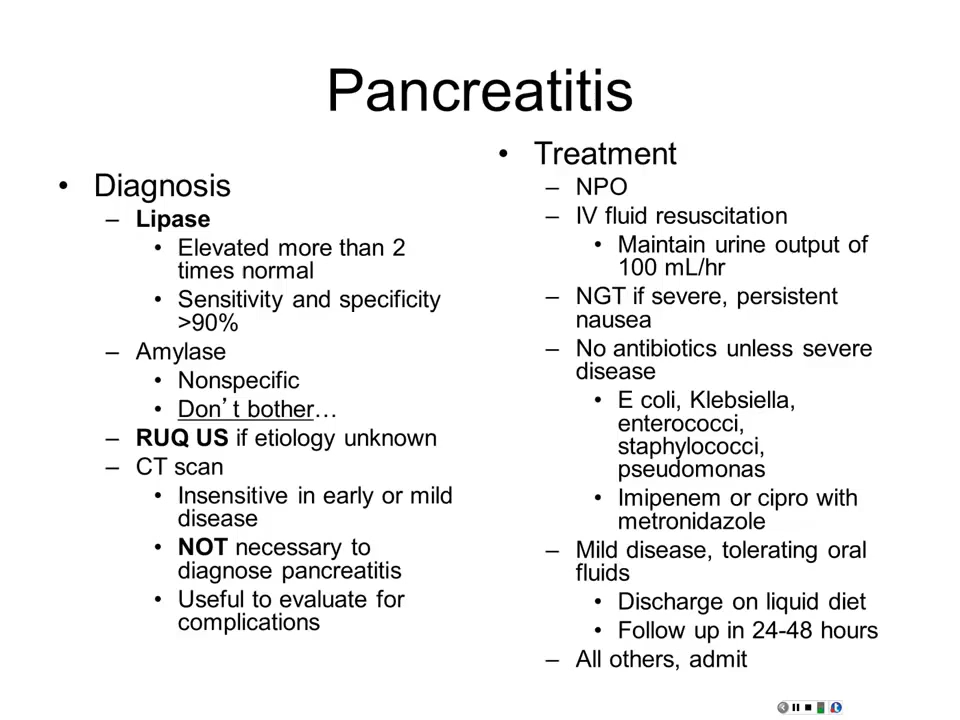 Pancreatitis
• Diagnosis
– Lipase
• Elevated more than 2
times normal
• Sensitivity and specificity
>90%
– Amylase
• Nonspecific
• Don’t bother…
– RUQ US if etiology unknown
– CT scan
• Insensitive in early or mild
disease
• NOT necessary to
diagnose pancreatitis
• Useful to evaluate for
complications
• Treatment
– NPO
– IV fluid resuscitation
• Maintain urine output of
100 mL/hr
– NGT if severe, persistent
nausea
– No antibiotics unless severe
disease
• E coli, Klebsiella,
enterococci,
staphylococci,
pseudomonas
• Imipenem or cipro with
metronidazole
– Mild disease, tolerating oral
fluids
• Discharge on liquid diet
• Follow up in 24-48 hours
– All others, admit